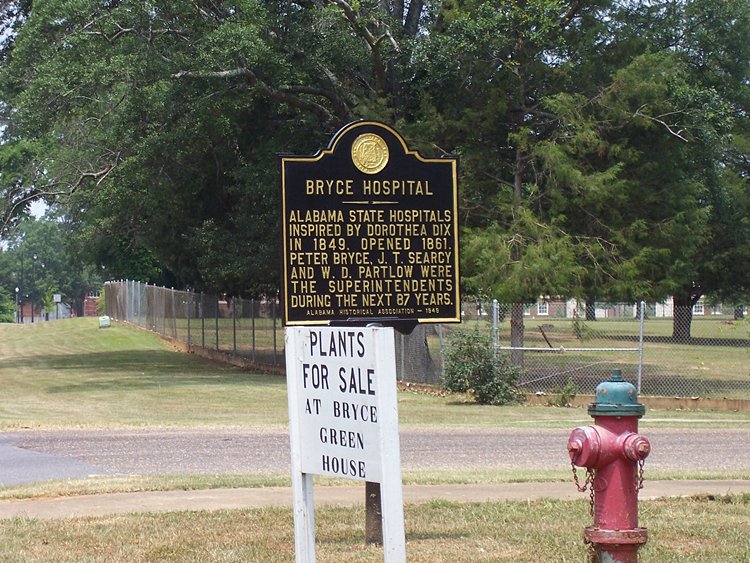 BRYCE HOSPITAL
ALABAMA STATE HOSPITALS
INSPIRED BY DOROTHEA DIX
IN 1849. OPENED 1861.
PETER BRYCE, J. T. SEARCY
AND W. D. PARTLOW WERE
THE SUPERINTENDENTS
DURING THE NEXT 87 YEARS.
ALABAMA HISTORICAL ASSOCIATION — 1949
PLANTS
FOR SALE
AT BRYCE
GREEN
HOUSE